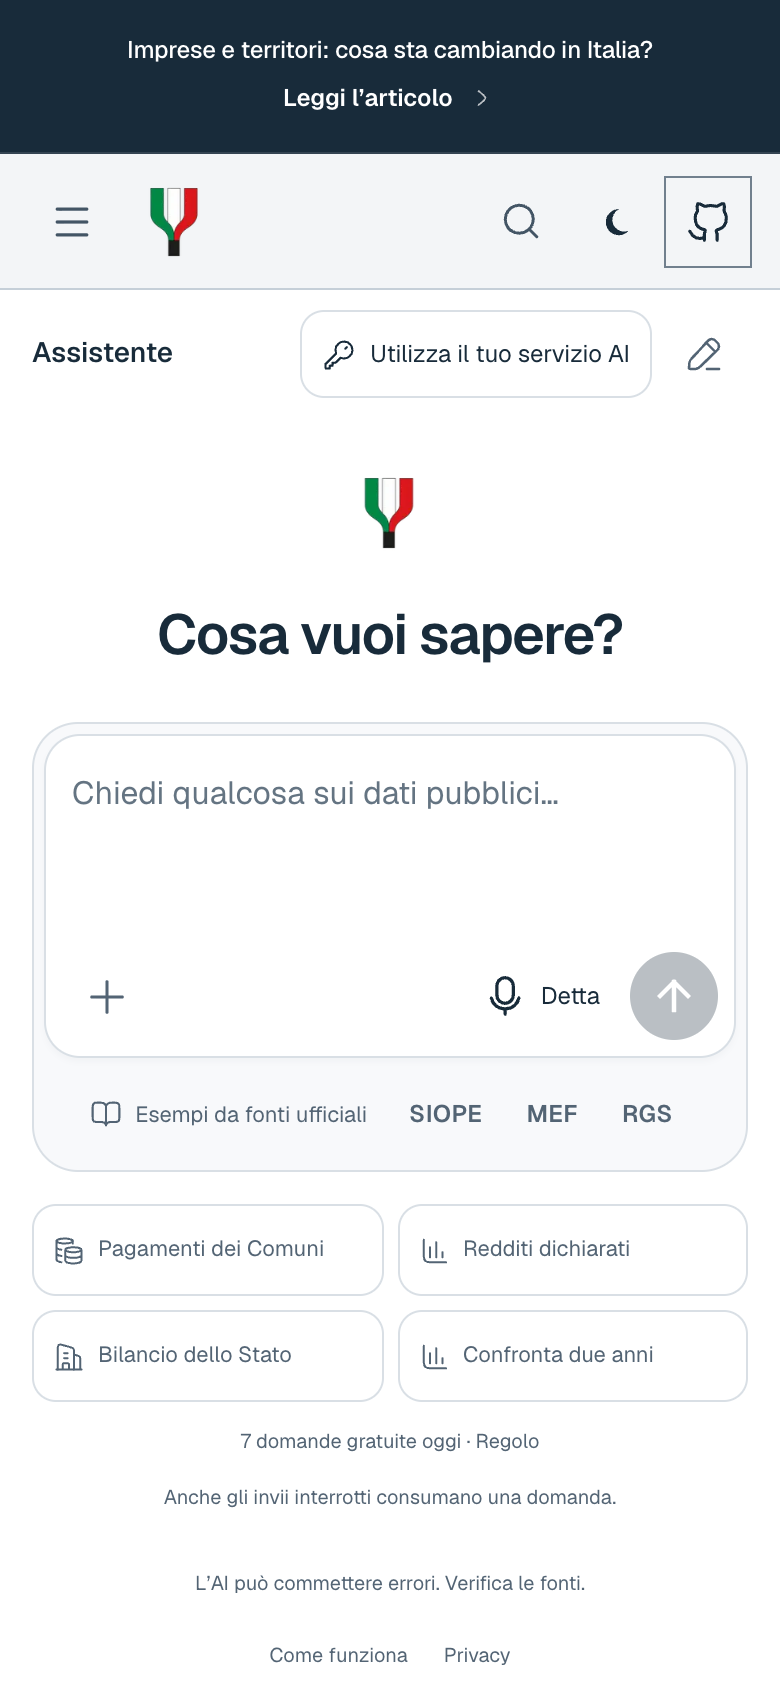 Imprese e territori: cosa sta cambiando in Italia?
Leggi l’articolo
Assistente
Utilizza il tuo servizio AI
Cosa vuoi sapere?
Chiedi qualcosa sui dati pubblici...
Detta
Esempi da fonti ufficiali SIOPE MEF RGS
Pagamenti dei Comuni
Redditi dichiarati
Bilancio dello Stato
Confronta due anni
7 domande gratuite oggi · Regolo
Anche gli invii interrotti consumano una domanda.
L’AI può commettere errori. Verifica le fonti.
Come funziona Privacy